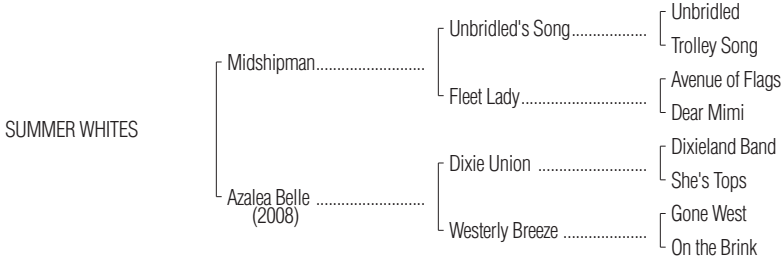 Unbridled
Unbridled's Song
Trolley Song
Midshipman
Avenue of Flags
Fleet Lady
Dear Mimi
SUMMER WHITES
Dixieland Band
Dixie Union
She's Tops
Azalea Belle
(2008)
Gone West
Westerly Breeze
On the Brink